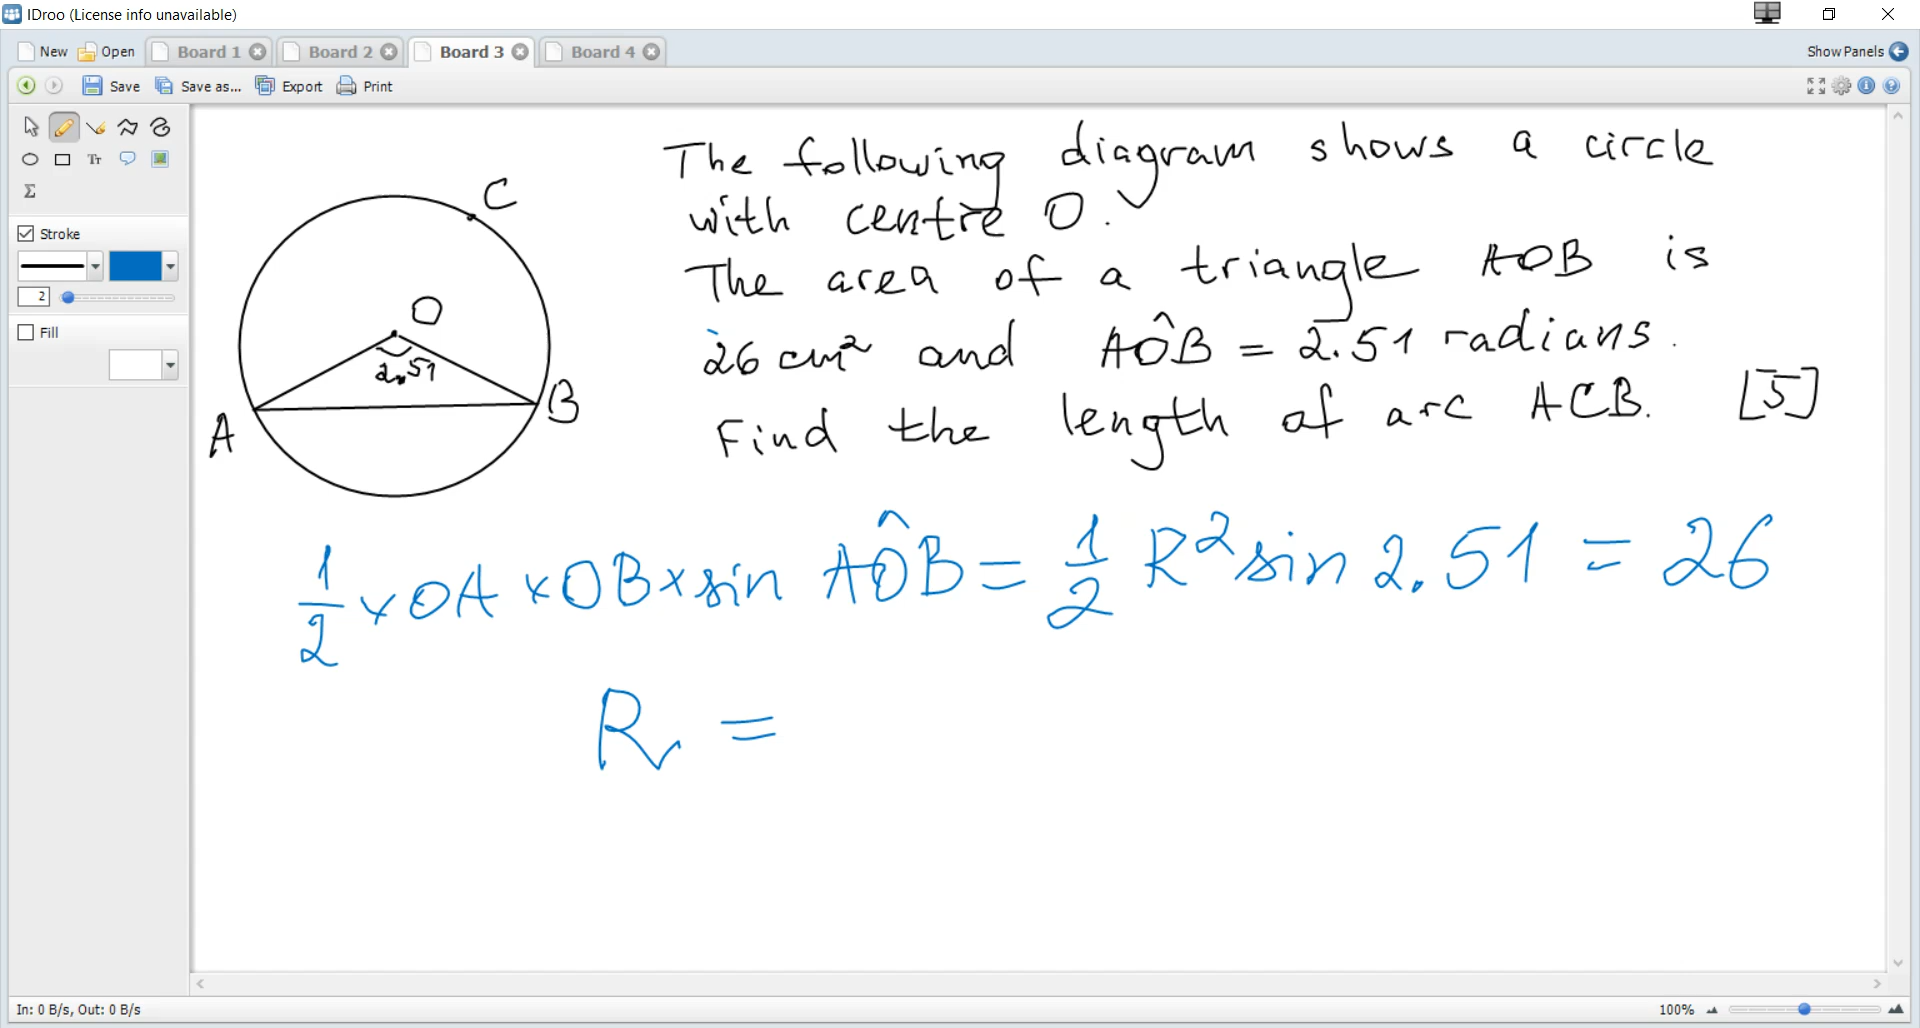 IDroo (License info unavailable)
New Open Board 1 Board 2 Board 3 Board 4 Show Panels
Save Save as... Export Print
Tr
Σ
Stroke
2
Fill
C
O
2.51
A
B
The following diagram shows a circle
with centre O.
The area of a triangle AOB is
26 cm² and AÔB = 2.51 radians.
Find the length of arc ACB. [5]
1/2 × OA × OB × sin AÔB = 1/2 R² sin 2.51 = 26
R =
In: 0 B/s, Out: 0 B/s
100%